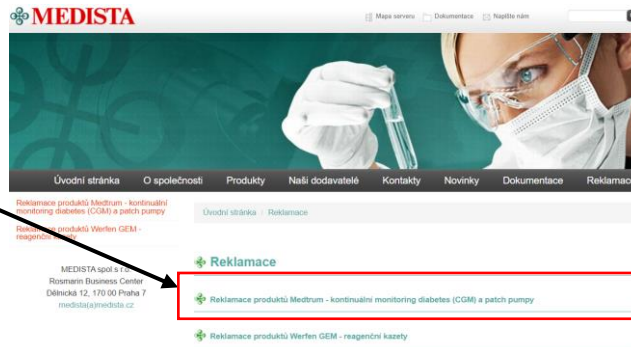 MEDISTA
Mapa serveru Dokumentace Napište nám
Úvodní stránka O společnosti Produkty Naši dodavatelé Kontakty Novinky Dokumentace Reklamac
Reklamace produktů Medtrum - kontinuální
monitoring diabetes (CGM) a patch pumpy
Reklamace produktů Werfen GEM -
reagenční kazety
MEDISTA spol.s r.o.
Rosmarin Business Center
Dělnická 12, 170 00 Praha 7
medista(a)medista.cz
Úvodní stránka / Reklamace
Reklamace
Reklamace produktů Medtrum - kontinuální monitoring diabetes (CGM) a patch pumpy
Reklamace produktů Werfen GEM - reagenční kazety